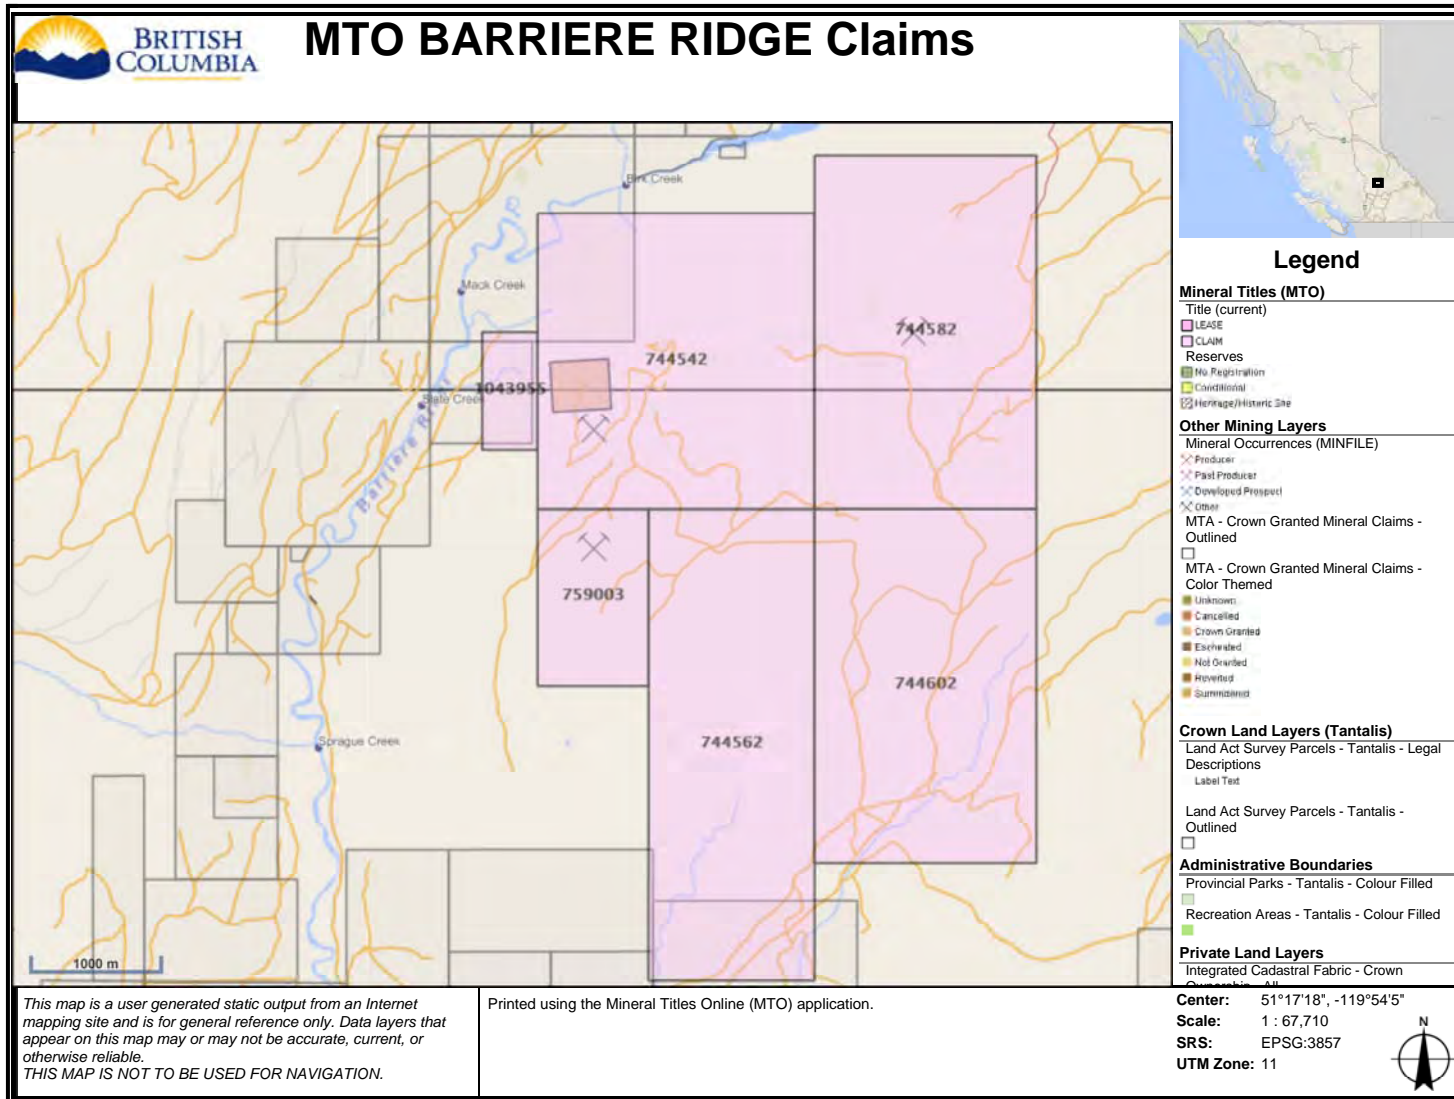 BRITISH
COLUMBIA
MTO BARRIERE RIDGE Claims
Birk Creek
Mack Creek
744582
744542
1043955
Slate Creek
Barriere
759003
744602
744562
Sprague Creek
1000 m
Legend
Mineral Titles (MTO)
Title (current)
LEASE
CLAIM
Reserves
No Registration
Conditional
Heritage/Historic Site
Other Mining Layers
Mineral Occurrences (MINFILE)
Producer
Past Producer
Developed Prospect
Other
MTA - Crown Granted Mineral Claims -
Outlined
MTA - Crown Granted Mineral Claims -
Color Themed
Unknown
Cancelled
Crown Granted
Escheated
Not Granted
Reverted
Surrendered
Crown Land Layers (Tantalis)
Land Act Survey Parcels - Tantalis - Legal
Descriptions
Label Text
Land Act Survey Parcels - Tantalis -
Outlined
Administrative Boundaries
Provincial Parks - Tantalis - Colour Filled
Recreation Areas - Tantalis - Colour Filled
Private Land Layers
Integrated Cadastral Fabric - Crown
This map is a user generated static output from an Internet
mapping site and is for general reference only. Data layers that
appear on this map may or may not be accurate, current, or
otherwise reliable.
THIS MAP IS NOT TO BE USED FOR NAVIGATION.
Printed using the Mineral Titles Online (MTO) application.
Center: 51°17'18", -119°54'5"
Scale: 1 : 67,710
SRS: EPSG:3857
UTM Zone: 11
N